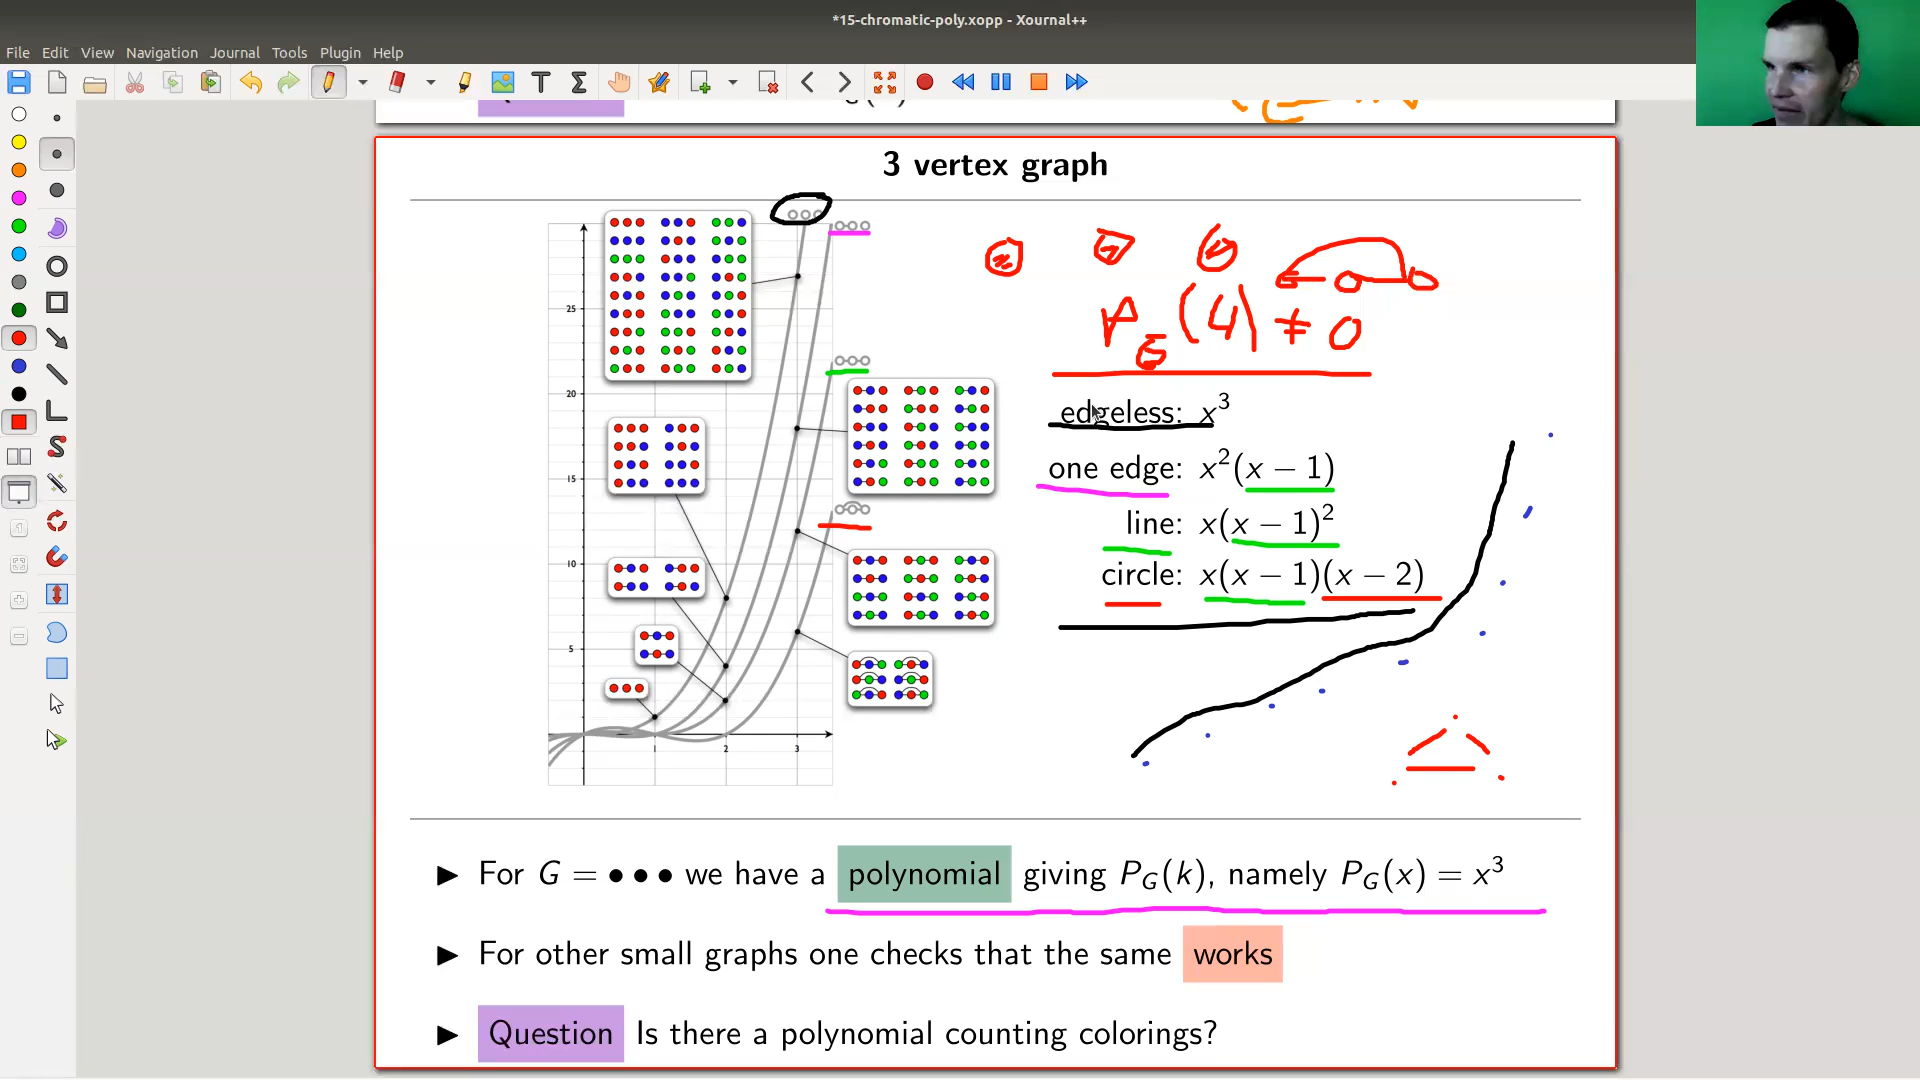 *15-chromatic-poly.xopp - Xournal++
File Edit View Navigation Journal Tools Plugin Help
3 vertex graph
25
20
15
10
5
1 2 3
P_G(4) ≠ 0
edgeless: x³
one edge: x²(x − 1)
line: x(x − 1)²
circle: x(x − 1)(x − 2)
► For G = ● ● ● we have a polynomial giving P_G(k), namely P_G(x) = x³
► For other small graphs one checks that the same works
► Question Is there a polynomial counting colorings?